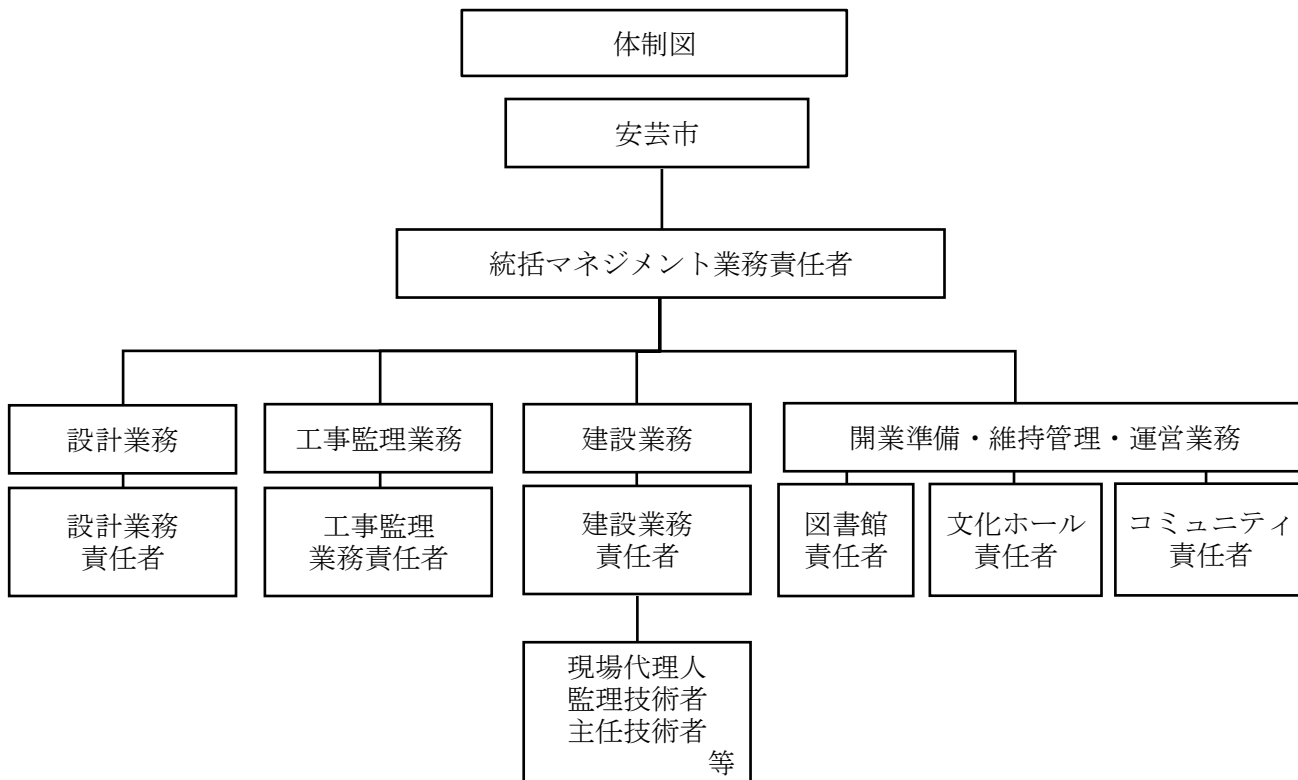 体制図
安芸市
統括マネジメント業務責任者
設計業務
工事監理業務
建設業務
開業準備・維持管理・運営業務
設計業務
責任者
工事監理
業務責任者
建設業務
責任者
図書館
責任者
文化ホール
責任者
コミュニティ
責任者
現場代理人
監理技術者
主任技術者
等